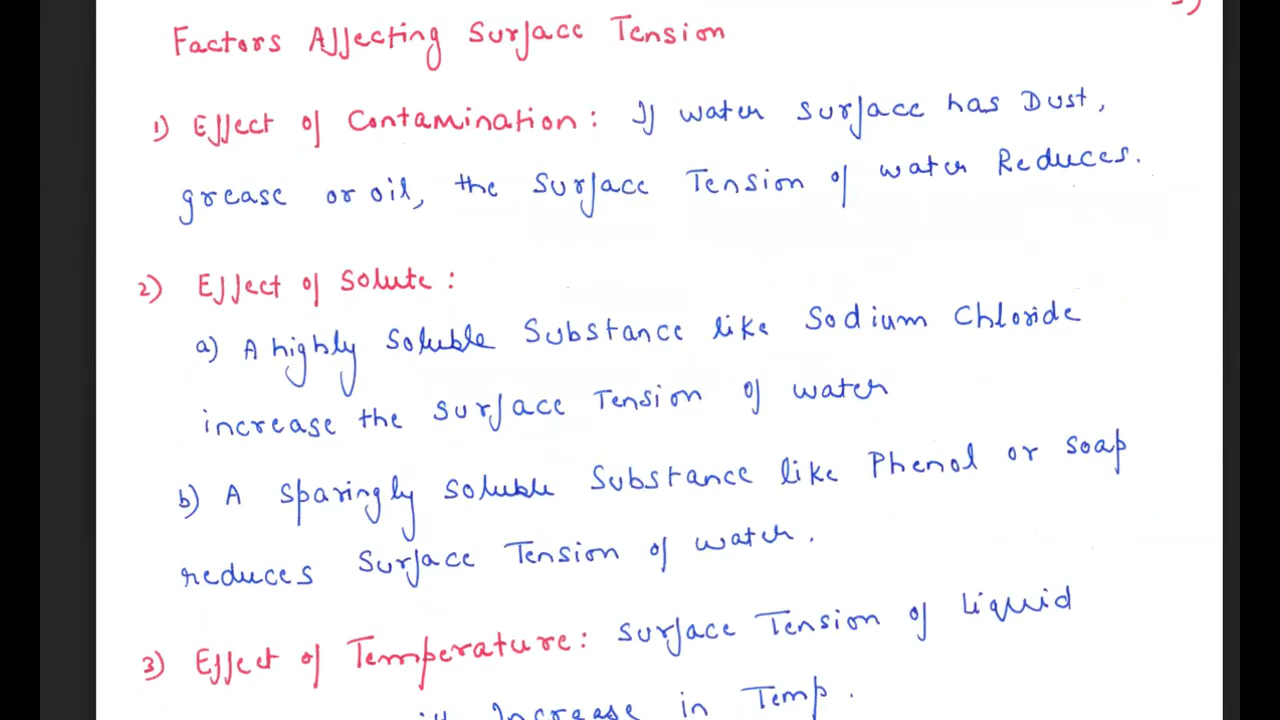 Factors Affecting Surface Tension
1) Effect of Contamination: If water surface has Dust,
grease or oil, the surface Tension of water Reduces.
2) Effect of Solute:
a) A highly soluble Substance like Sodium Chloride
increase the surface Tension of water
b) A sparingly soluble Substance like Phenol or soap
reduces Surface Tension of water.
3) Effect of Temperature: Surface Tension of Liquid
Increase in Temp.